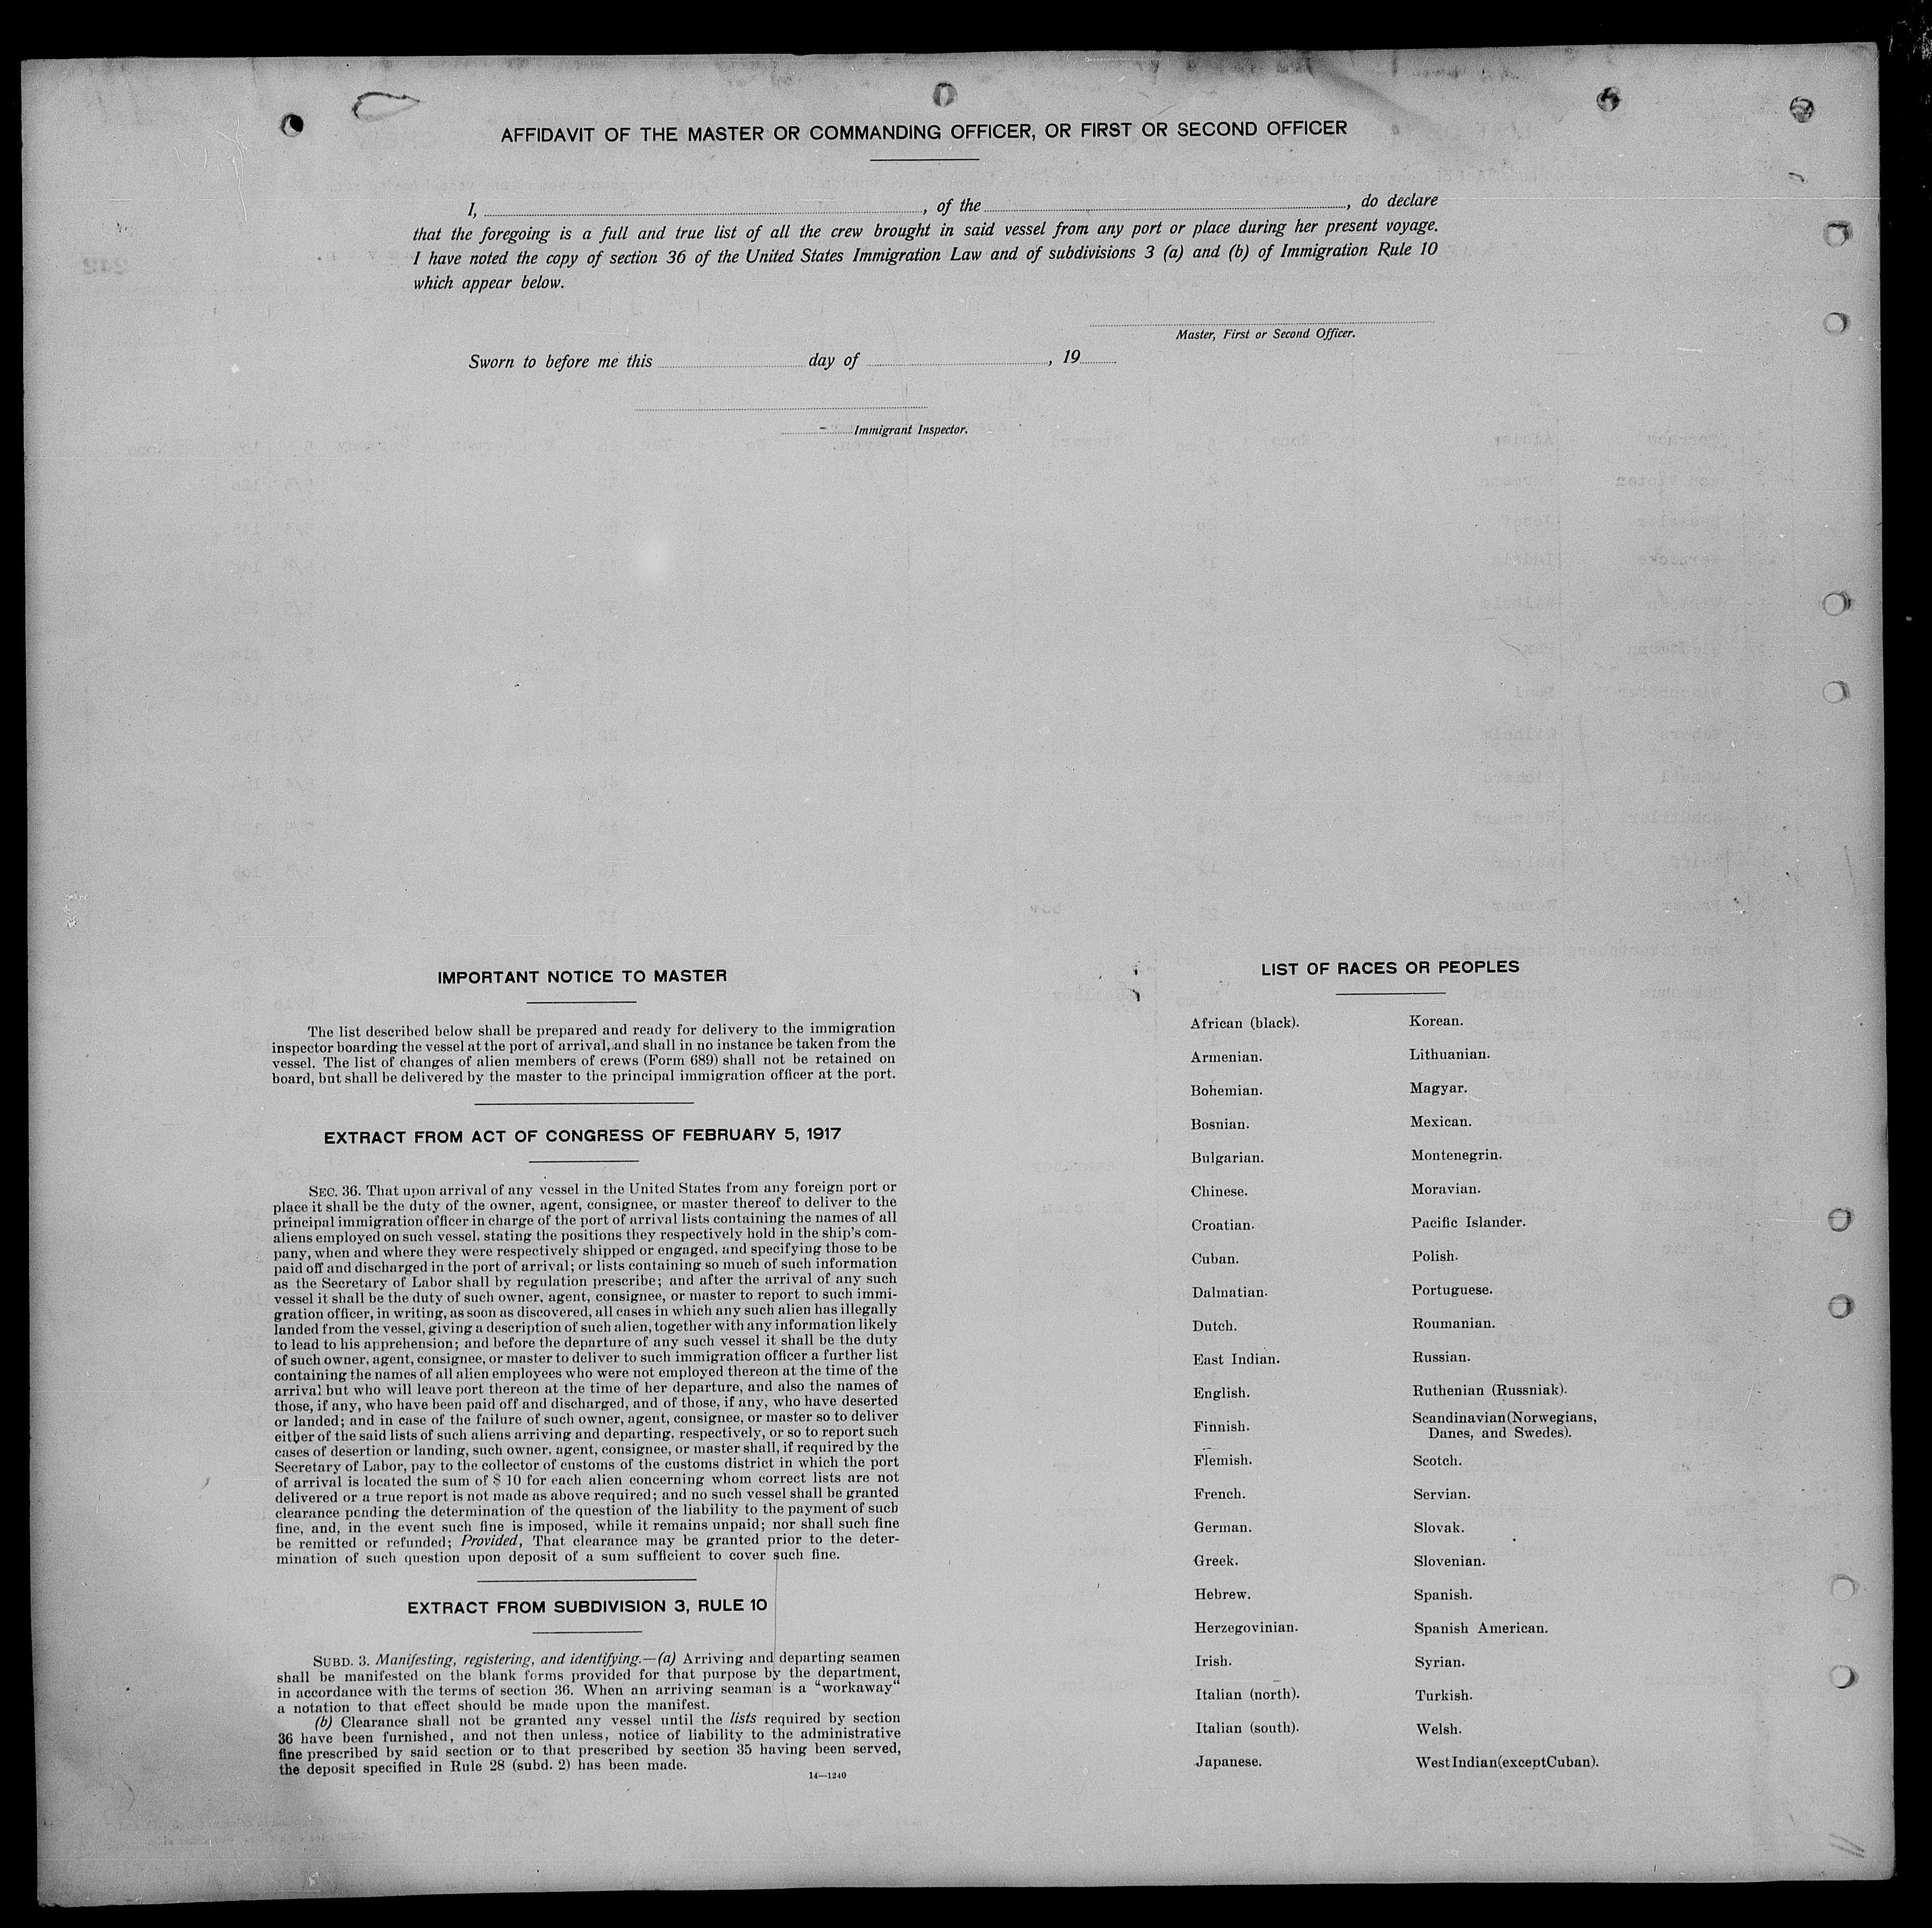 AFFIDAVIT OF THE MASTER OR COMMANDING OFFICER, OR FIRST OR SECOND OFFICER
I, , of the , do declare
that the foregoing is a full and true list of all the crew brought in said vessel from any port or place during her present voyage.
I have noted the copy of section 36 of the United States Immigration Law and of subdivisions 3 (a) and (b) of Immigration Rule 10
which appear below.
Master, First or Second Officer.
Sworn to before me this day of , 19
Immigrant Inspector.
IMPORTANT NOTICE TO MASTER
The list described below shall be prepared and ready for delivery to the immigration
inspector boarding the vessel at the port of arrival, and shall in no instance be taken from the
vessel. The list of changes of alien members of crews (Form 689) shall not be retained on
board, but shall be delivered by the master to the principal immigration officer at the port.
EXTRACT FROM ACT OF CONGRESS OF FEBRUARY 5, 1917
SEC. 36. That upon arrival of any vessel in the United States from any foreign port or
place it shall be the duty of the owner, agent, consignee, or master thereof to deliver to the
principal immigration officer in charge of the port of arrival lists containing the names of all
aliens employed on such vessel, stating the positions they respectively hold in the ship's com-
pany, when and where they were respectively shipped or engaged, and specifying those to be
paid off and discharged in the port of arrival; or lists containing so much of such information
as the Secretary of Labor shall by regulation prescribe; and after the arrival of any such
vessel it shall be the duty of such owner, agent, consignee, or master to report to such immi-
gration officer, in writing, as soon as discovered, all cases in which any such alien has illegally
landed from the vessel, giving a description of such alien, together with any information likely
to lead to his apprehension; and before the departure of any such vessel it shall be the duty
of such owner, agent, consignee, or master to deliver to such immigration officer a further list
containing the names of all alien employees who were not employed thereon at the time of the
arrival but who will leave port thereon at the time of her departure, and also the names of
those, if any, who have been paid off and discharged, and of those, if any, who have deserted
or landed; and in case of the failure of such owner, agent, consignee, or master so to deliver
either of the said lists of such aliens arriving and departing, respectively, or so to report such
cases of desertion or landing, such owner, agent, consignee, or master shall, if required by the
Secretary of Labor, pay to the collector of customs of the customs district in which the port
of arrival is located the sum of $ 10 for each alien concerning whom correct lists are not
delivered or a true report is not made as above required; and no such vessel shall be granted
clearance pending the determination of the question of the liability to the payment of such
fine, and, in the event such fine is imposed, while it remains unpaid; nor shall such fine
be remitted or refunded; Provided, That clearance may be granted prior to the deter-
mination of such question upon deposit of a sum sufficient to cover such fine.
EXTRACT FROM SUBDIVISION 3, RULE 10
SUBD. 3. Manifesting, registering, and identifying.—(a) Arriving and departing seamen
shall be manifested on the blank forms provided for that purpose by the department,
in accordance with the terms of section 36. When an arriving seaman is a “workaway“
a notation to that effect should be made upon the manifest.
(b) Clearance shall not be granted any vessel until the lists required by section
36 have been furnished, and not then unless, notice of liability to the administrative
fine prescribed by said section or to that prescribed by section 35 having been served,
the deposit specified in Rule 28 (subd. 2) has been made.
14—1240
LIST OF RACES OR PEOPLES
African (black).
Armenian.
Bohemian.
Bosnian.
Bulgarian.
Chinese.
Croatian.
Cuban.
Dalmatian.
Dutch.
East Indian.
English.
Finnish.
Flemish.
French.
German.
Greek.
Hebrew.
Herzegovinian.
Irish.
Italian (north).
Italian (south).
Japanese.
Korean.
Lithuanian.
Magyar.
Mexican.
Montenegrin.
Moravian.
Pacific Islander.
Polish.
Portuguese.
Roumanian.
Russian.
Ruthenian (Russniak).
Scandinavian (Norwegians,
Danes, and Swedes).
Scotch.
Servian.
Slovak.
Slovenian.
Spanish.
Spanish American.
Syrian.
Turkish.
Welsh.
West Indian (except Cuban).